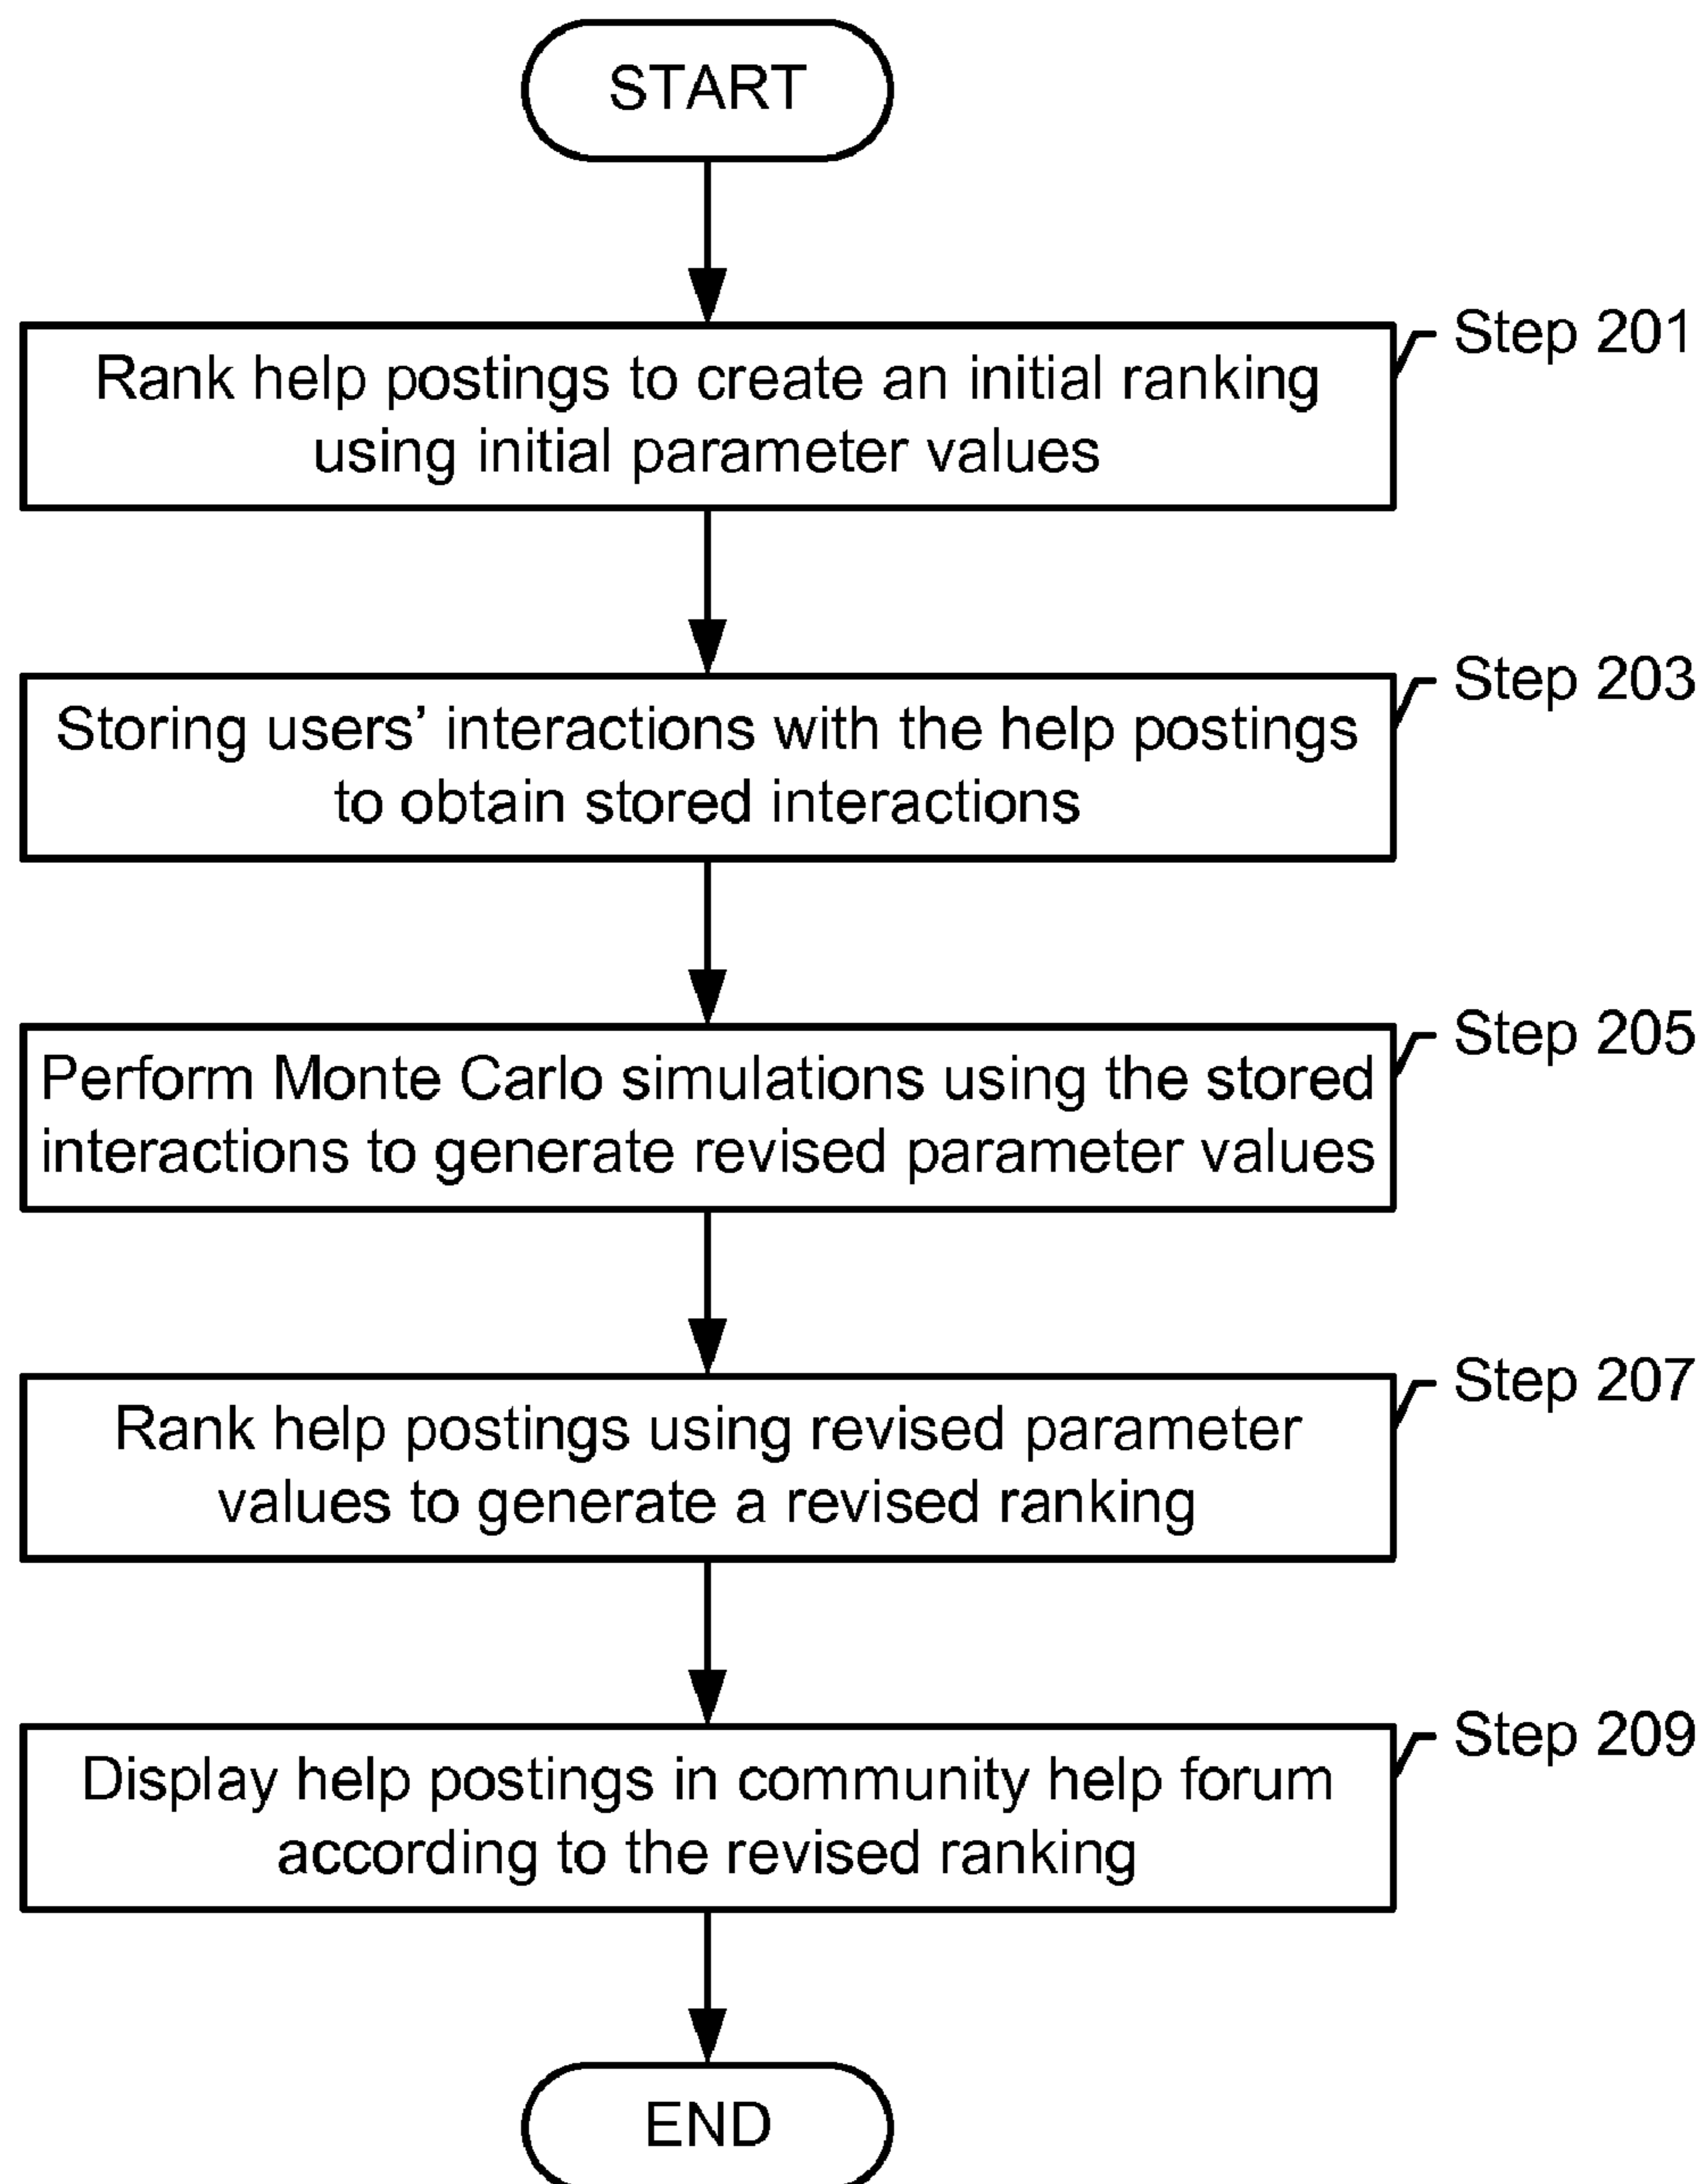 START
Step 201
Rank help postings to create an initial ranking
using initial parameter values
Step 203
Storing users’ interactions with the help postings
to obtain stored interactions
Step 205
Perform Monte Carlo simulations using the stored
interactions to generate revised parameter values
Step 207
Rank help postings using revised parameter
values to generate a revised ranking
Step 209
Display help postings in community help forum
according to the revised ranking
END